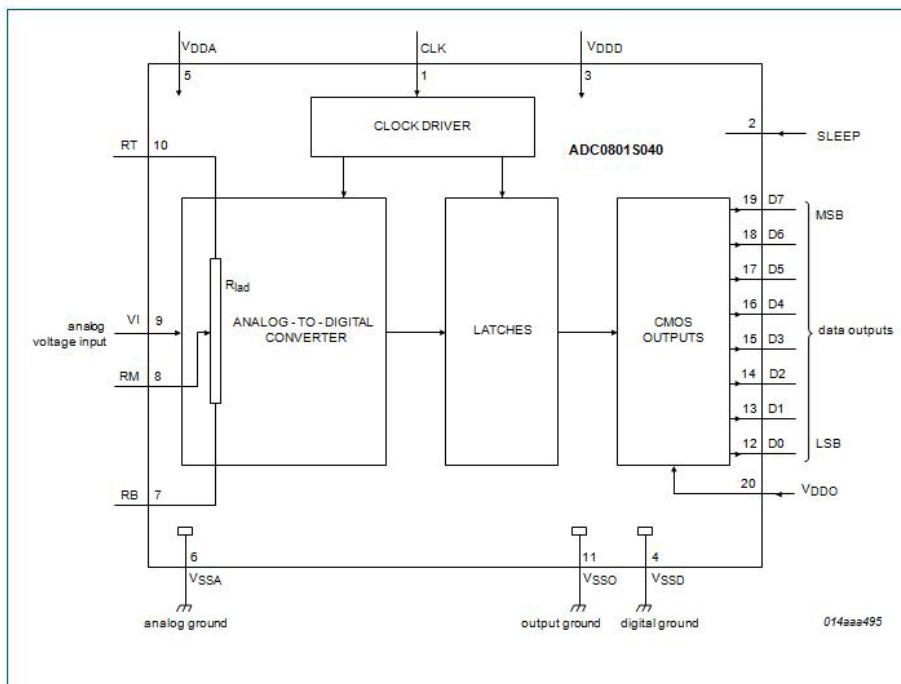 VDDA
CLK
VDDD
5
1
3
CLOCK DRIVER
2
SLEEP
ADC0801S040
RT 10
19 D7
MSB
18 D6
Rlad
17 D5
VI 9
analog
voltage input
ANALOG - TO - DIGITAL
CONVERTER
LATCHES
CMOS
OUTPUTS
16 D4
data outputs
15 D3
RM 8
14 D2
13 D1
12 D0
LSB
RB 7
20
VDDO
6
11
4
VSSA
VSSO
VSSD
analog ground
output ground
digital ground
014aaa495